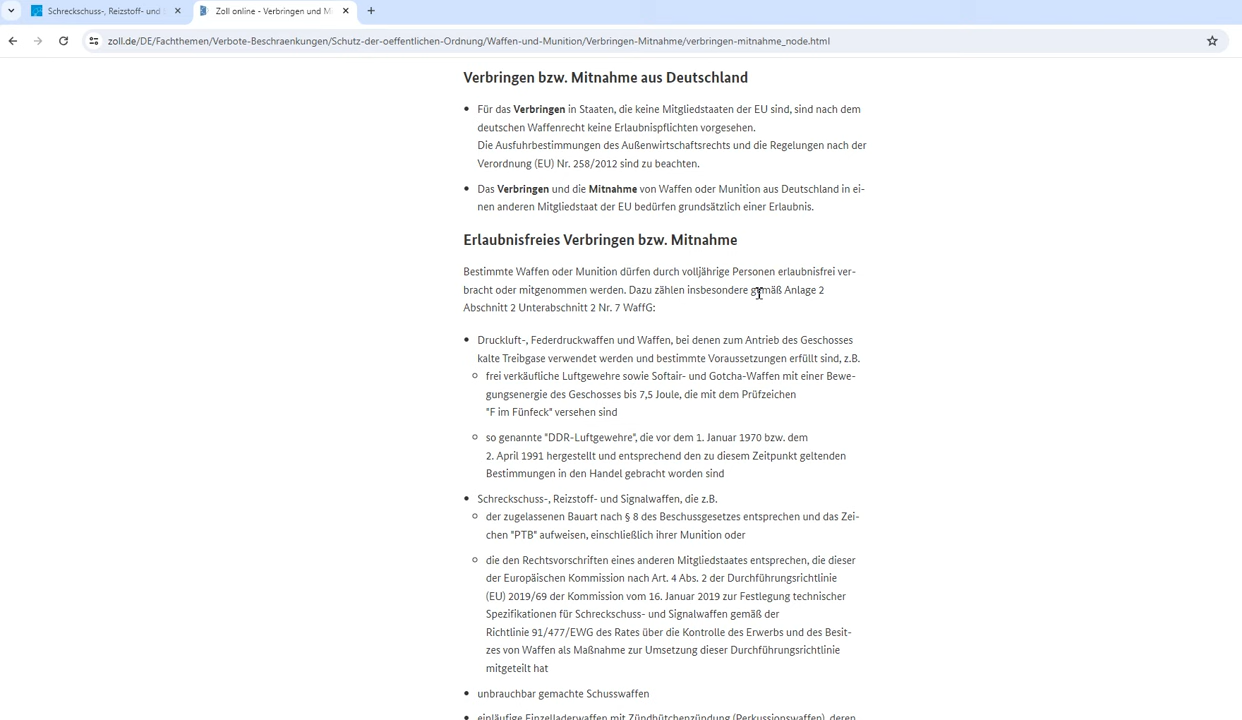 Schreckschuss-, Reizstoff- und
Zoll online - Verbringen und M
zoll.de/DE/Fachthemen/Verbote-Beschraenkungen/Schutz-der-oeffentlichen-Ordnung/Waffen-und-Munition/Verbringen-Mitnahme/verbringen-mitnahme_node.html
Verbringen bzw. Mitnahme aus Deutschland
Für das Verbringen in Staaten, die keine Mitgliedstaaten der EU sind, sind nach dem
deutschen Waffenrecht keine Erlaubnispflichten vorgesehen.
Die Ausfuhrbestimmungen des Außenwirtschaftsrechts und die Regelungen nach der
Verordnung (EU) Nr. 258/2012 sind zu beachten.
Das Verbringen und die Mitnahme von Waffen oder Munition aus Deutschland in ei-
nen anderen Mitgliedstaat der EU bedürfen grundsätzlich einer Erlaubnis.
Erlaubnisfreies Verbringen bzw. Mitnahme
Bestimmte Waffen oder Munition dürfen durch volljährige Personen erlaubnisfrei ver-
bracht oder mitgenommen werden. Dazu zählen insbesondere gemäß Anlage 2
Abschnitt 2 Unterabschnitt 2 Nr. 7 WaffG:
Druckluft-, Federdruckwaffen und Waffen, bei denen zum Antrieb des Geschosses
kalte Treibgase verwendet werden und bestimmte Voraussetzungen erfüllt sind, z.B.
frei verkäufliche Luftgewehre sowie Softair- und Gotcha-Waffen mit einer Bewe-
gungsenergie des Geschosses bis 7,5 Joule, die mit dem Prüfzeichen
"F im Fünfeck" versehen sind
so genannte "DDR-Luftgewehre", die vor dem 1. Januar 1970 bzw. dem
2. April 1991 hergestellt und entsprechend den zu diesem Zeitpunkt geltenden
Bestimmungen in den Handel gebracht worden sind
Schreckschuss-, Reizstoff- und Signalwaffen, die z.B.
der zugelassenen Bauart nach § 8 des Beschussgesetzes entsprechen und das Zei-
chen "PTB" aufweisen, einschließlich ihrer Munition oder
die den Rechtsvorschriften eines anderen Mitgliedstaates entsprechen, die dieser
der Europäischen Kommission nach Art. 4 Abs. 2 der Durchführungsrichtlinie
(EU) 2019/69 der Kommission vom 16. Januar 2019 zur Festlegung technischer
Spezifikationen für Schreckschuss- und Signalwaffen gemäß der
Richtlinie 91/477/EWG des Rates über die Kontrolle des Erwerbs und des Besit-
zes von Waffen als Maßnahme zur Umsetzung dieser Durchführungsrichtlinie
mitgeteilt hat
unbrauchbar gemachte Schusswaffen
einläufige Einzelladerwaffen mit Zündhütchenzündung (Perkussionswaffen), deren